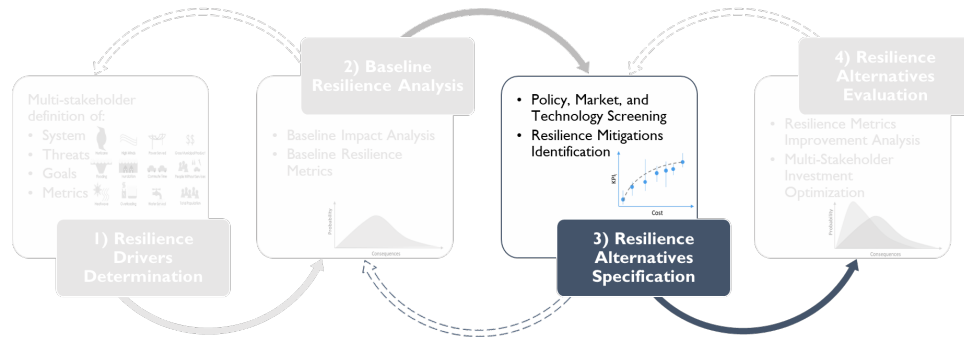 Multi-stakeholder
definition of:
• System
• Threats
• Goals
• Metrics
1) Resilience
Drivers
Determination
2) Baseline
Resilience Analysis
• Baseline Impact Analysis
• Baseline Resilience
Metrics
Probability
Consequences
• Policy, Market, and
Technology Screening
• Resilience Mitigations
Identification
KPI
Cost
3) Resilience
Alternatives
Specification
4) Resilience
Alternatives
Evaluation
• Resilience Metrics
Improvement Analysis
• Multi-Stakeholder
Investment
Optimization
Probability
Consequences